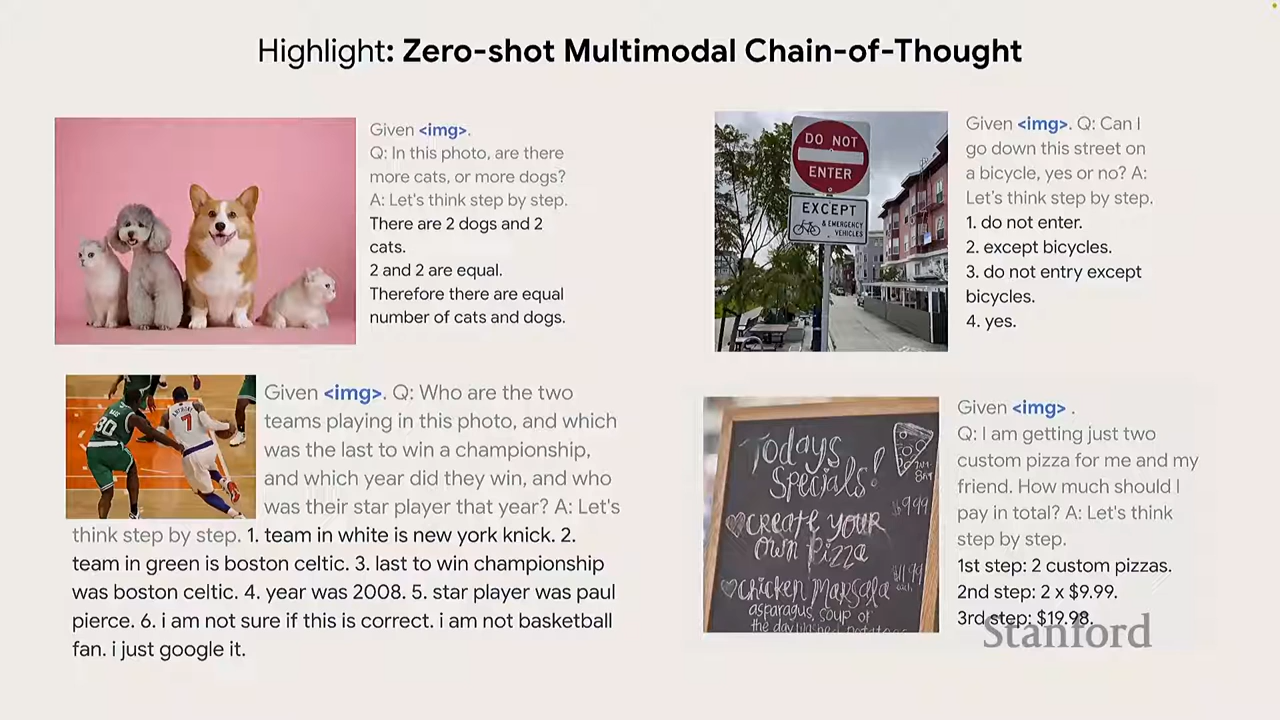 Highlight: Zero-shot Multimodal Chain-of-Thought
Given <img>.
Q: In this photo, are there
more cats, or more dogs?
A: Let's think step by step.
There are 2 dogs and 2
cats.
2 and 2 are equal.
Therefore there are equal
number of cats and dogs.
DO NOT
ENTER
EXCEPT
& EMERGENCY
VEHICLES
Given <img>. Q: Can I
go down this street on
a bicycle, yes or no? A:
Let's think step by step.
1. do not enter.
2. except bicycles.
3. do not entry except
bicycles.
4. yes.
7
Given <img>. Q: Who are the two
teams playing in this photo, and which
was the last to win a championship,
and which year did they win, and who
was their star player that year? A: Let's
think step by step. 1. team in white is new york knick. 2.
team in green is boston celtic. 3. last to win championship
was boston celtic. 4. year was 2008. 5. star player was paul
pierce. 6. i am not sure if this is correct. i am not basketball
fan. i just google it.
Todays
Specials!
$9.99
create your
own Pizza
Chicken Marsala
asparagus, soup of
the day
Given <img> .
Q: I am getting just two
custom pizza for me and my
friend. How much should I
pay in total? A: Let's think
step by step.
1st step: 2 custom pizzas.
2nd step: 2 x $9.99.
3rd step: $19.98.
Stanford